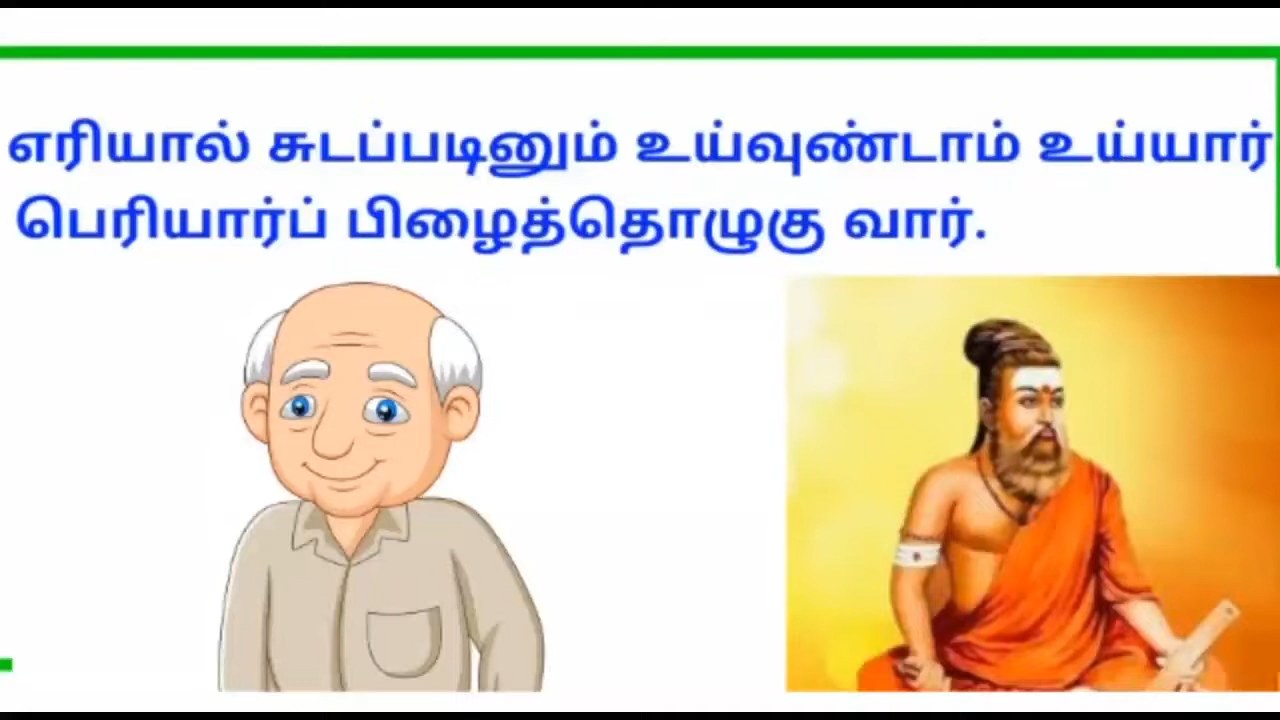 எரியால் சுடப்படினும் உய்வுண்டாம் உய்யார்
பெரியார்ப் பிழைத்தொழுகு வார்.